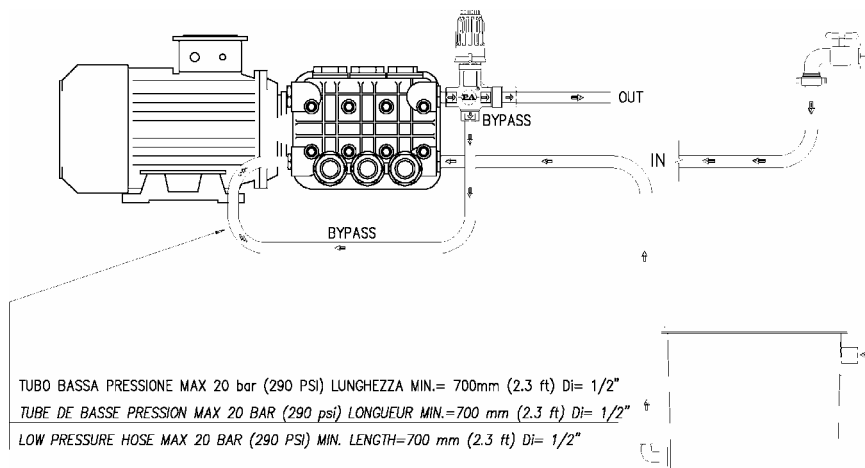 OUT
BYPASS
IN
BYPASS
TUBO BASSA PRESSIONE MAX 20 bar (290 PSI) LUNGHEZZA MIN.= 700mm (2.3 ft) Di= 1/2"
TUBE DE BASSE PRESSION MAX 20 BAR (290 psi) LONGUEUR MIN.=700 mm (2.3 ft) Di= 1/2"
LOW PRESSURE HOSE MAX 20 BAR (290 PSI) MIN. LENGTH=700 mm (2.3 ft) Di= 1/2"